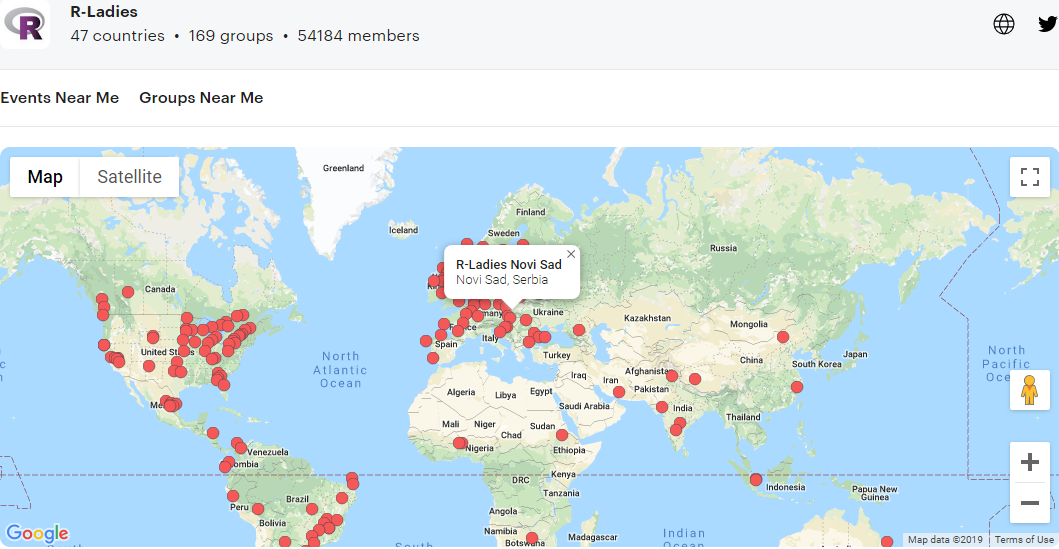 R
R-Ladies
47 countries • 169 groups • 54184 members
Events Near Me Groups Near Me
Map Satellite
Greenland
Finland
Iceland
Sweden
Russia
R-Ladies Novi Sad
Novi Sad, Serbia
Canada
Ukraine
Kazakhstan
Mongolia
North
Atlantic
Ocean
United States
Spain
Italy
Turkey
China
Japan
South Korea
North
Pacific
Iraq
Iran
Afghanistan
Pakistan
Algeria
Libya
Egypt
Saudi Arabia
India
Mali
Niger
Chad
Sudan
Thailand
Nigeria
Ethiopia
Venezuela
Kenya
DRC
Tanzania
Indonesia
Papua New
Guinea
Brazil
Peru
Bolivia
Angola
Namibia
Botswana
Madagascar
Indian
Google
Map data ©2019 Terms of Use